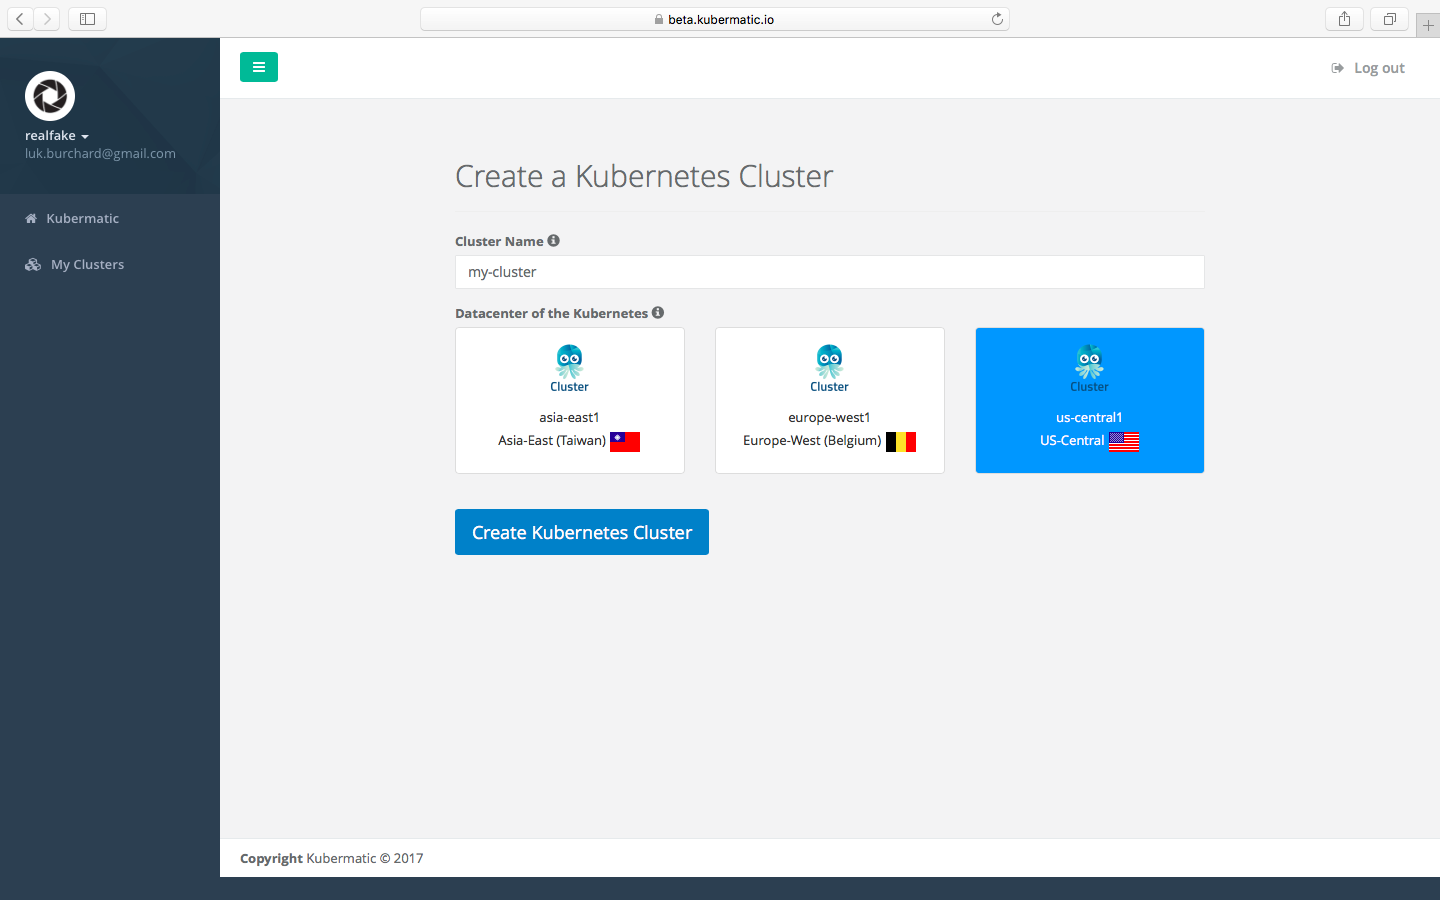 beta.kubermatic.io
Log out
realfake
luk.burchard@gmail.com
Kubermatic
My Clusters
Create a Kubernetes Cluster
Cluster Name
my-cluster
Datacenter of the Kubernetes
Cluster
asia-east1
Asia-East (Taiwan)
Cluster
europe-west1
Europe-West (Belgium)
Cluster
us-central1
US-Central
Create Kubernetes Cluster
Copyright Kubermatic © 2017